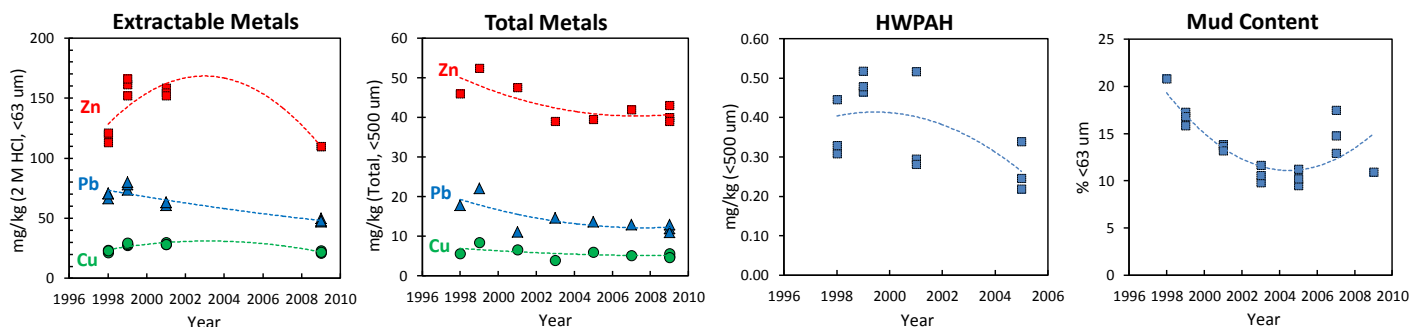 Extractable Metals
mg/kg (2 M HCl, <63 um)
200
150
100
50
0
Zn
Pb
Cu
1996 1998 2000 2002 2004 2006 2008 2010
Year
Total Metals
mg/kg (Total, <500 um)
60
50
40
30
20
10
0
Zn
Pb
Cu
1996 1998 2000 2002 2004 2006 2008 2010
Year
HWPAH
mg/kg (<500 um)
0.60
0.50
0.40
0.30
0.20
0.10
0.00
1996 1998 2000 2002 2004 2006
Year
Mud Content
% <63 um
25
20
15
10
5
0
1996 1998 2000 2002 2004 2006 2008 2010
Year